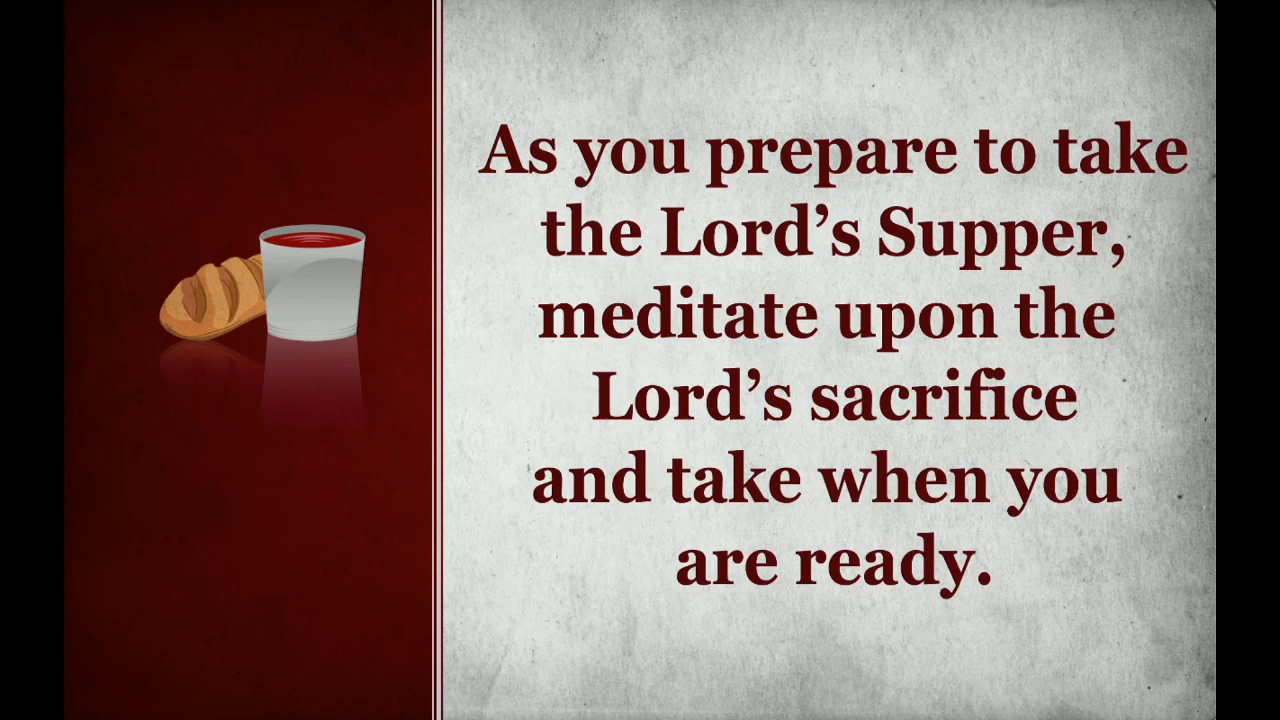 As you prepare to take
the Lord’s Supper,
meditate upon the
Lord’s sacrifice
and take when you
are ready.